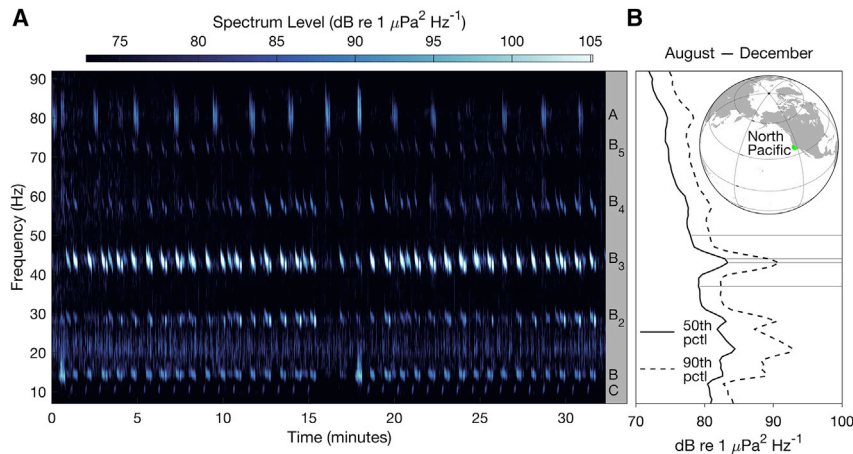 A
Spectrum Level (dB re 1 μPa² Hz⁻¹)
75 80 85 90 95 100 105
Frequency (Hz)
90
80
70
60
50
40
30
20
10
A
B₅
B₄
B₃
B₂
B
C
0 5 10 15 20 25 30
Time (minutes)
B
August — December
North
Pacific
50th
pctl
90th
pctl
70 80 90 100
dB re 1 μPa² Hz⁻¹